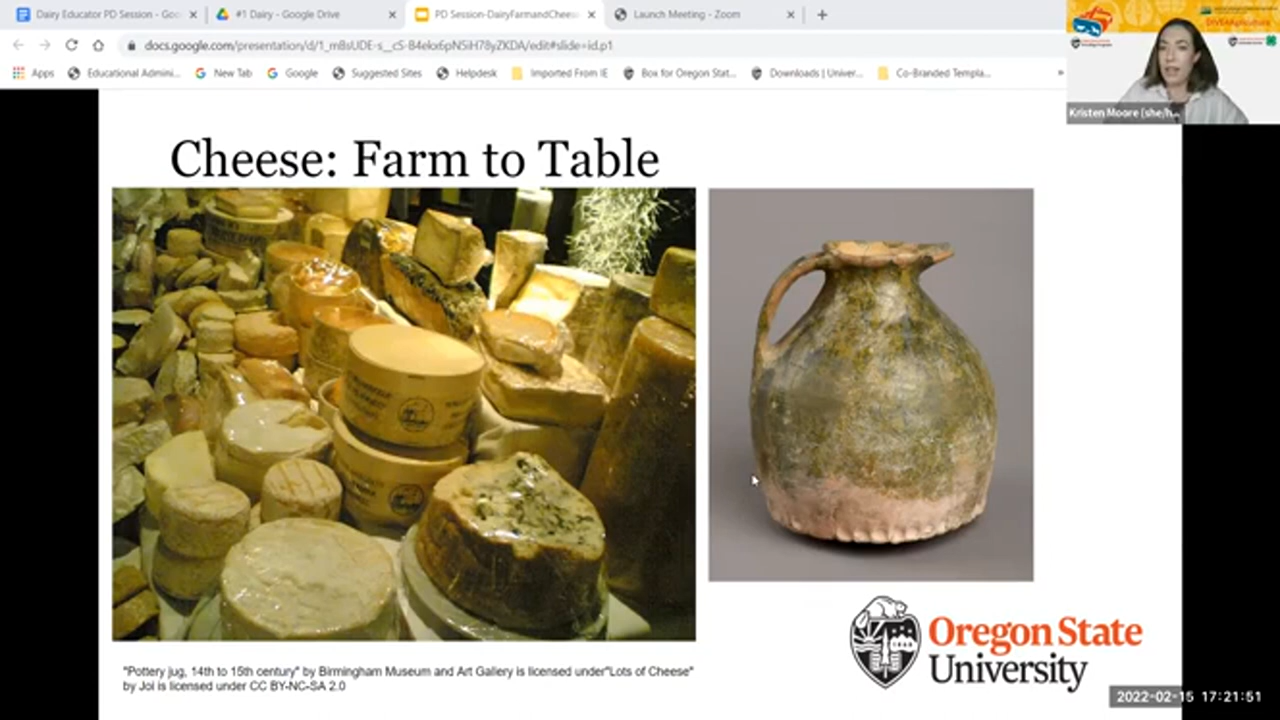 Dairy Educator PD Session - Goo
#1 Dairy - Google Drive
PD Session-DairyFarmandCheese
Launch Meeting - Zoom
docs.google.com/presentation/d/1_mBsUDE-s__cS-B4ekx6pNSiH78yZKDA/edit#slide=id.p1
Apps
Educational Admini...
New Tab
Google
Suggested Sites
Helpdesk
Imported From IE
Box for Oregon Stat...
Downloads | Univer...
Co-Branded Templa...
»
Kristen Moore (she/h...
Cheese: Farm to Table
"Pottery jug, 14th to 15th century" by Birmingham Museum and Art Gallery is licensed under"Lots of Cheese"
by Joi is licensed under CC BY-NC-SA 2.0
Oregon State
University
2022-02-15 17:21:51